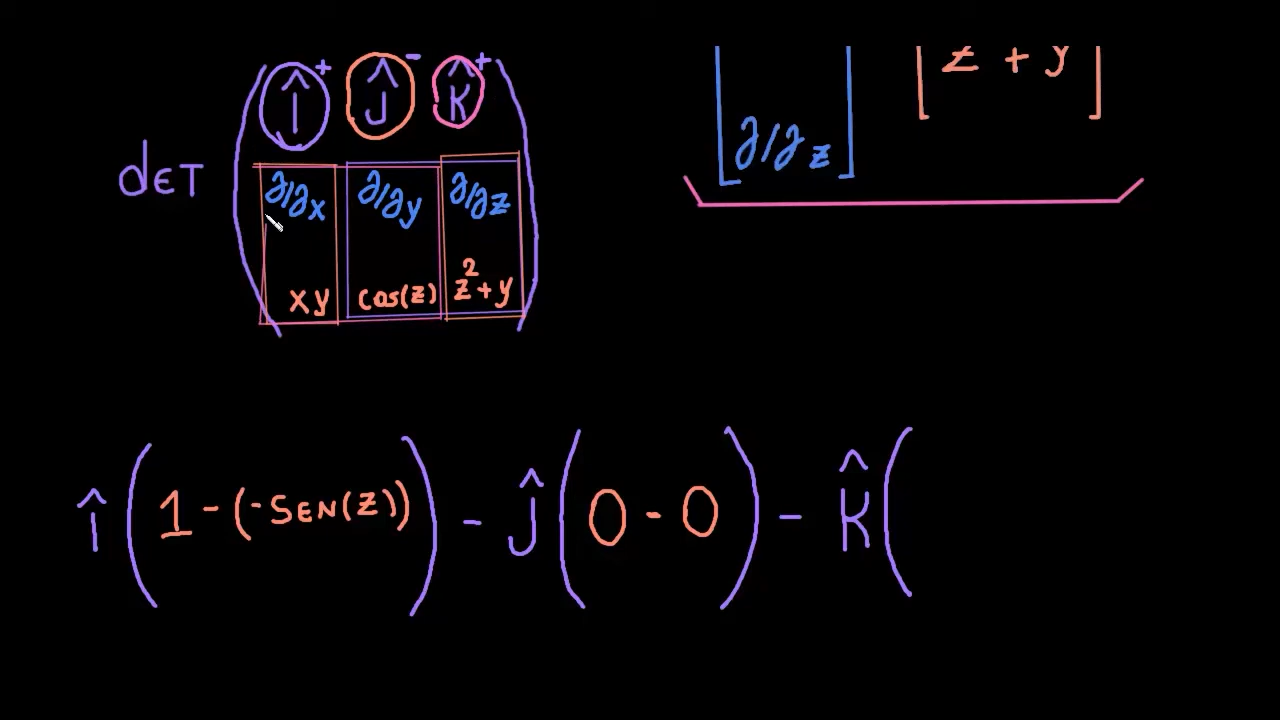 î⁺ ĵ⁻ k̂⁺
dET
∂/∂x ∂/∂y ∂/∂z
xy cos(z) z²+y
z + y
∂/∂z
î(1-(-SEN(z))) - ĵ(0-0) - k̂(